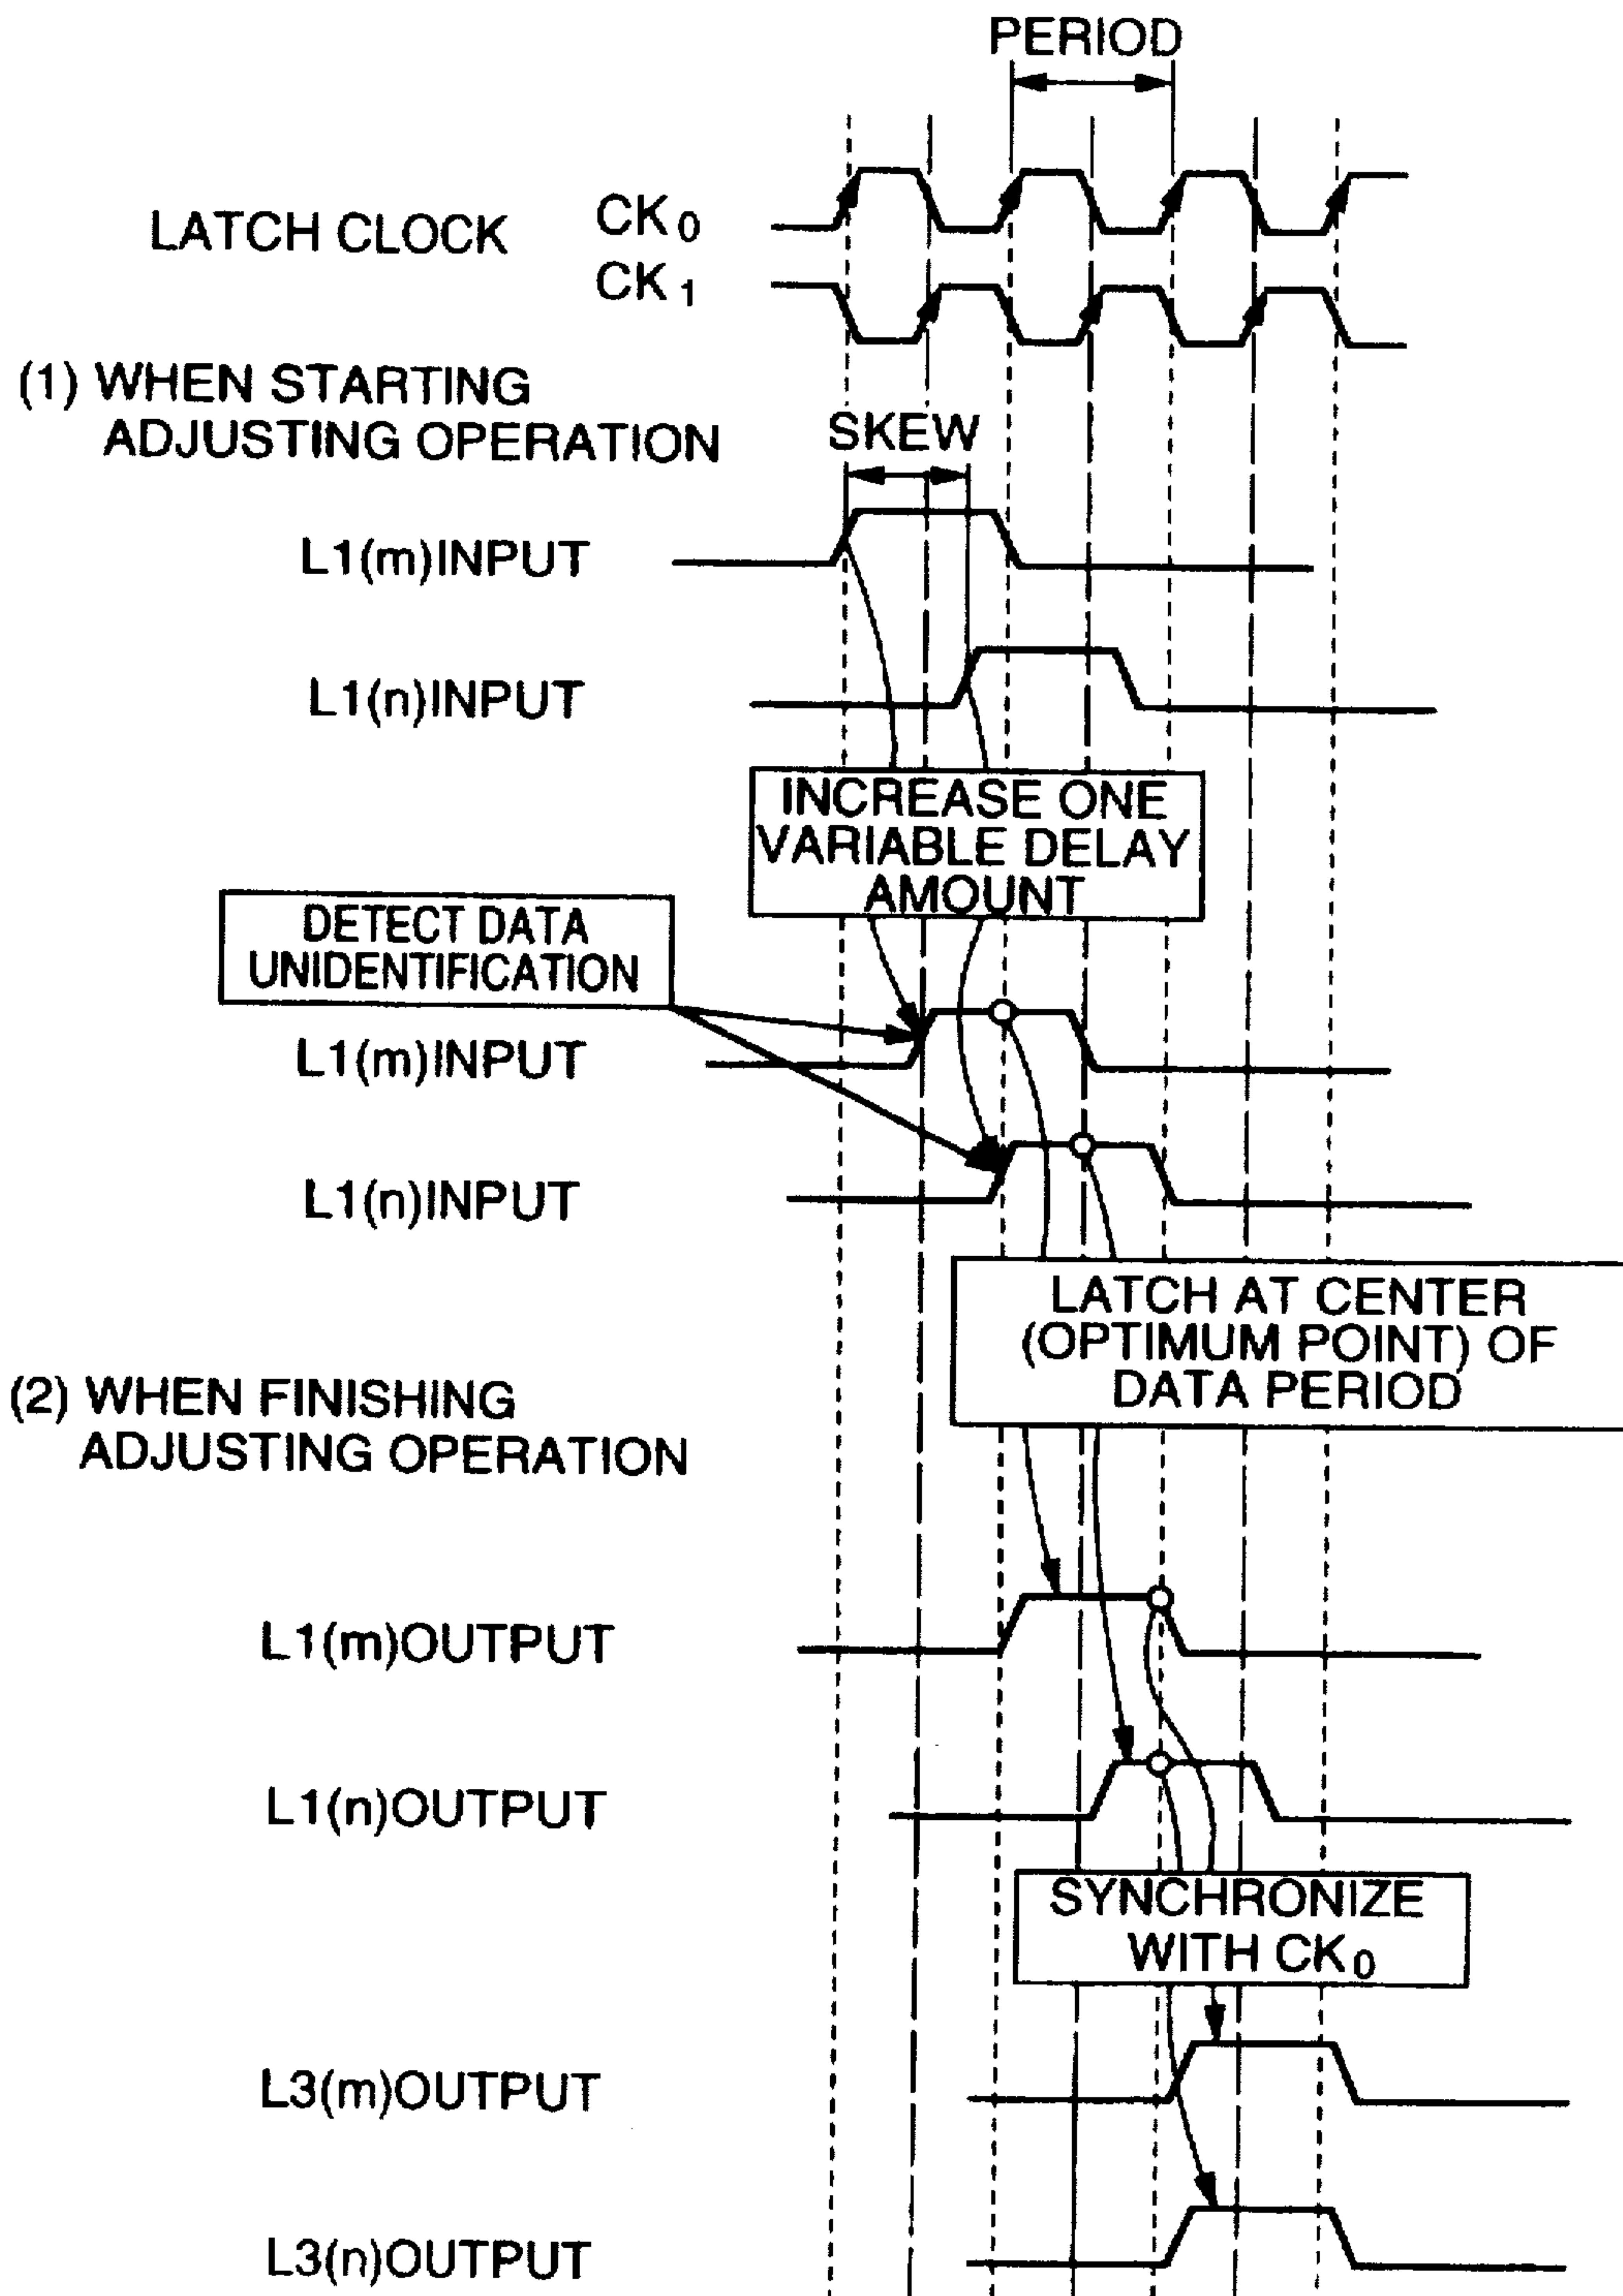 PERIOD
LATCH CLOCK CK0
CK1
(1) WHEN STARTING
ADJUSTING OPERATION
SKEW
L1(m)INPUT
L1(n)INPUT
INCREASE ONE
VARIABLE DELAY
AMOUNT
DETECT DATA
UNIDENTIFICATION
L1(m)INPUT
L1(n)INPUT
LATCH AT CENTER
(OPTIMUM POINT) OF
DATA PERIOD
(2) WHEN FINISHING
ADJUSTING OPERATION
L1(m)OUTPUT
L1(n)OUTPUT
SYNCHRONIZE
WITH CK0
L3(m)OUTPUT
L3(n)OUTPUT